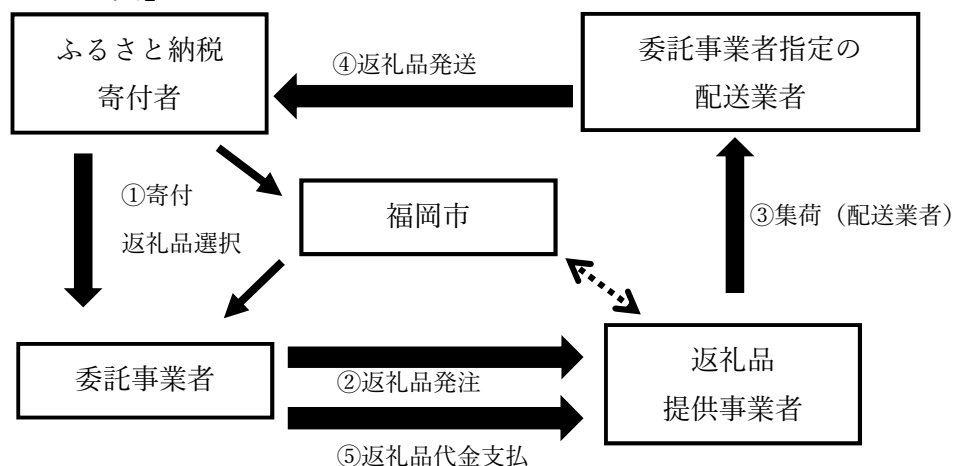 ふるさと納税
寄付者
④返礼品発送
委託事業者指定の
配送業者
①寄付
返礼品選択
福岡市
③集荷（配送業者）
委託事業者
②返礼品発注
⑤返礼品代金支払
返礼品
提供事業者